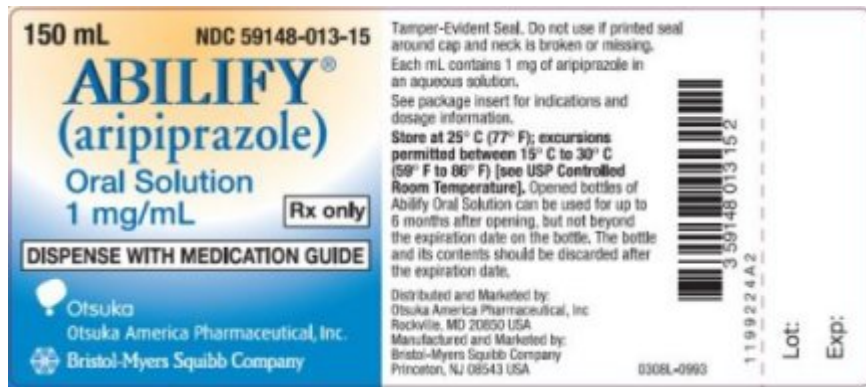 150 mL NDC 59148-013-15
ABILIFY®
(aripiprazole)
Oral Solution
1 mg/mL Rx only
DISPENSE WITH MEDICATION GUIDE
Otsuka
Otsuka America Pharmaceutical, Inc.
Bristol-Myers Squibb Company
Tamper-Evident Seal. Do not use if printed seal
around cap and neck is broken or missing.
Each mL contains 1 mg of aripiprazole in
an aqueous solution.
See package insert for indications and
dosage information.
Store at 25° C (77° F); excursions
permitted between 15° C to 30° C
(59° F to 86° F) [see USP Controlled
Room Temperature]. Opened bottles of
Abilify Oral Solution can be used for up to
6 months after opening, but not beyond
the expiration date on the bottle. The bottle
and its contents should be discarded after
the expiration date.
Distributed and Marketed by:
Otsuka America Pharmaceutical, Inc
Rockville, MD 20850 USA
Manufactured and Marketed by:
Bristol-Myers Squibb Company
Princeton, NJ 08543 USA
0308L-0993
3 59148 013 15 2
1199224A2
Lot:
Exp: